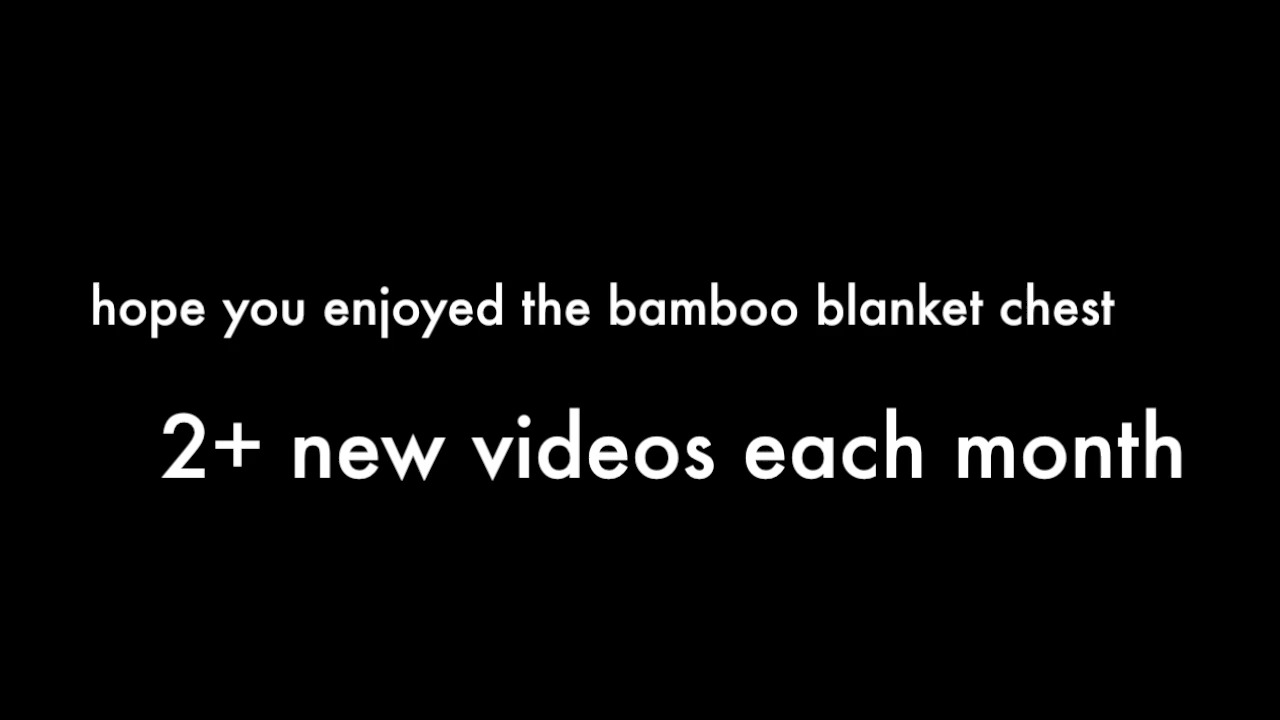 hope you enjoyed the bamboo blanket chest
2+ new videos each month